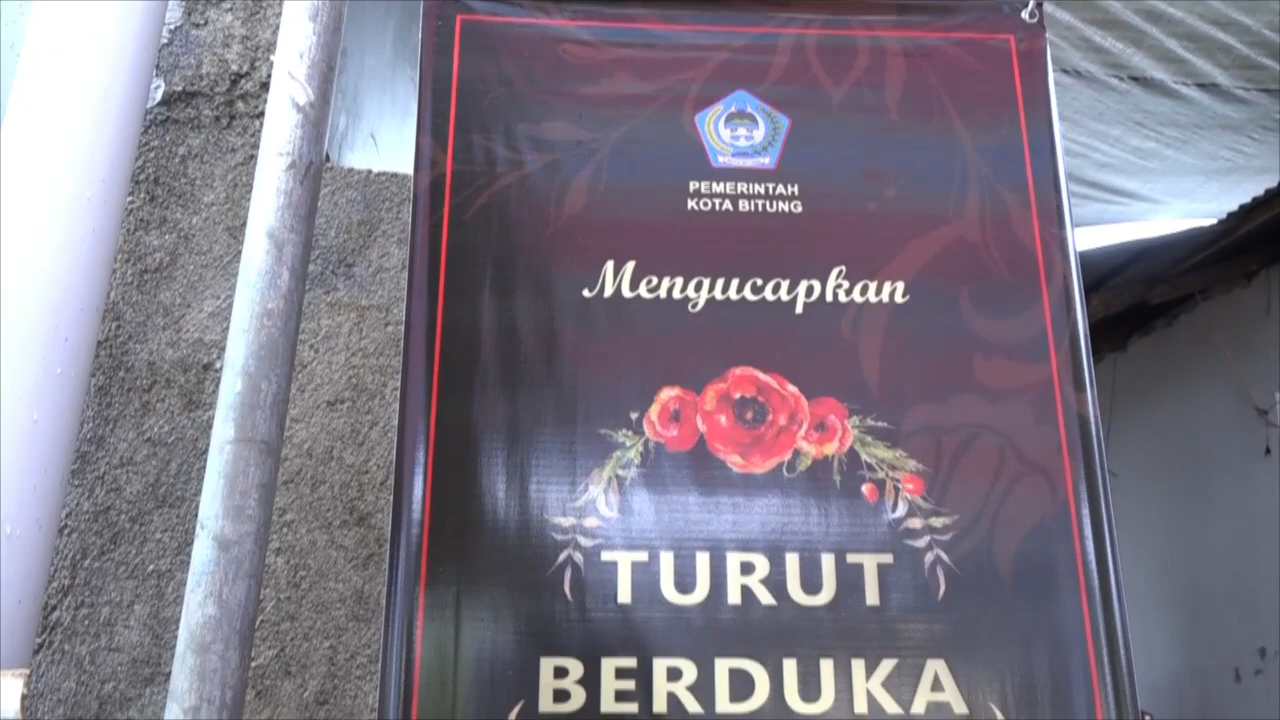 PEMERINTAH
KOTA BITUNG
Mengucapkan
TURUT
BERDUKA